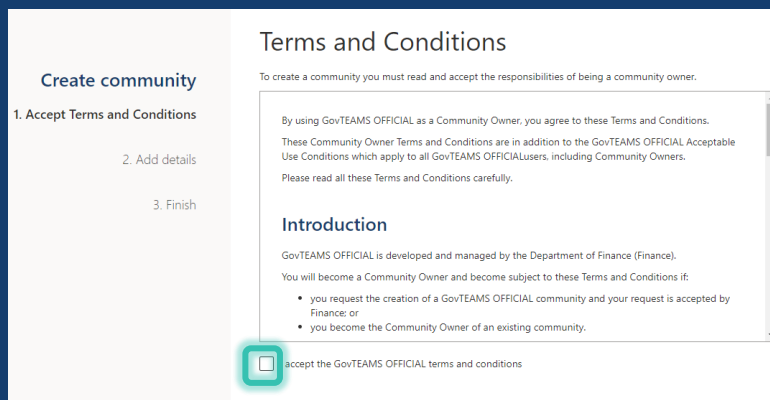 Create community
1. Accept Terms and Conditions
2. Add details
3. Finish
Terms and Conditions
To create a community you must read and accept the responsibilities of being a community owner.
By using GovTEAMS OFFICIAL as a Community Owner, you agree to these Terms and Conditions.
These Community Owner Terms and Conditions are in addition to the GovTEAMS OFFICIAL Acceptable
Use Conditions which apply to all GovTEAMS OFFICIALusers, including Community Owners.
Please read all these Terms and Conditions carefully.
Introduction
GovTEAMS OFFICIAL is developed and managed by the Department of Finance (Finance).
You will become a Community Owner and become subject to these Terms and Conditions if:
• you request the creation of a GovTEAMS OFFICIAL community and your request is accepted by
Finance; or
• you become the Community Owner of an existing community.
accept the GovTEAMS OFFICIAL terms and conditions